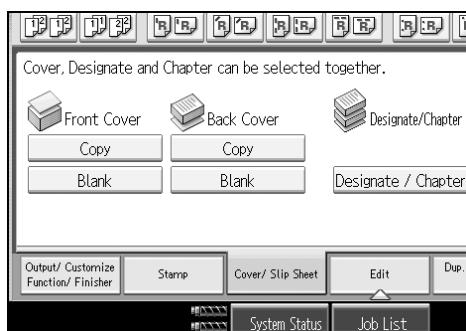 Cover, Designate and Chapter can be selected together.
Front Cover
Back Cover
Designate/Chapter
Copy
Copy
Blank
Blank
Designate / Chapter
Output/ Customize
Function/ Finisher
Stamp
Cover/ Slip Sheet
Edit
Dup.
System Status
Job List